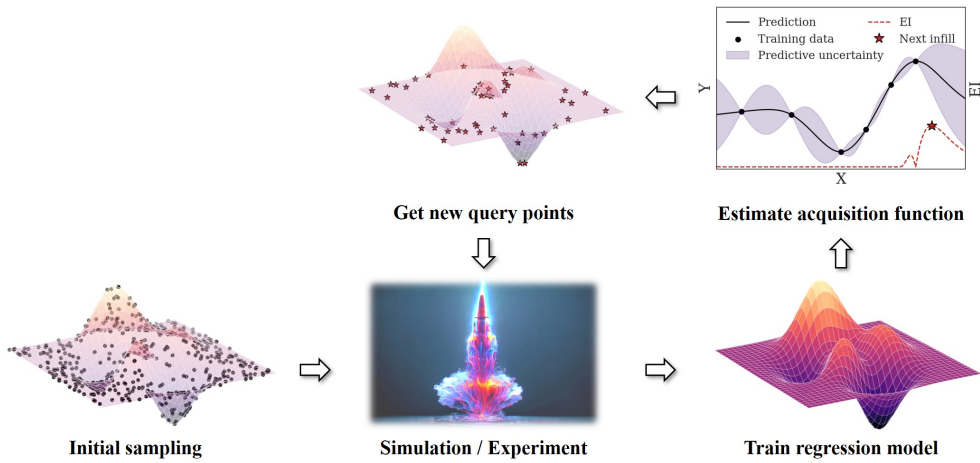 Prediction
EI
Training data
Next infill
Predictive uncertainty
Y
EI
X
Get new query points
Estimate acquisition function
Initial sampling
Simulation / Experiment
Train regression model